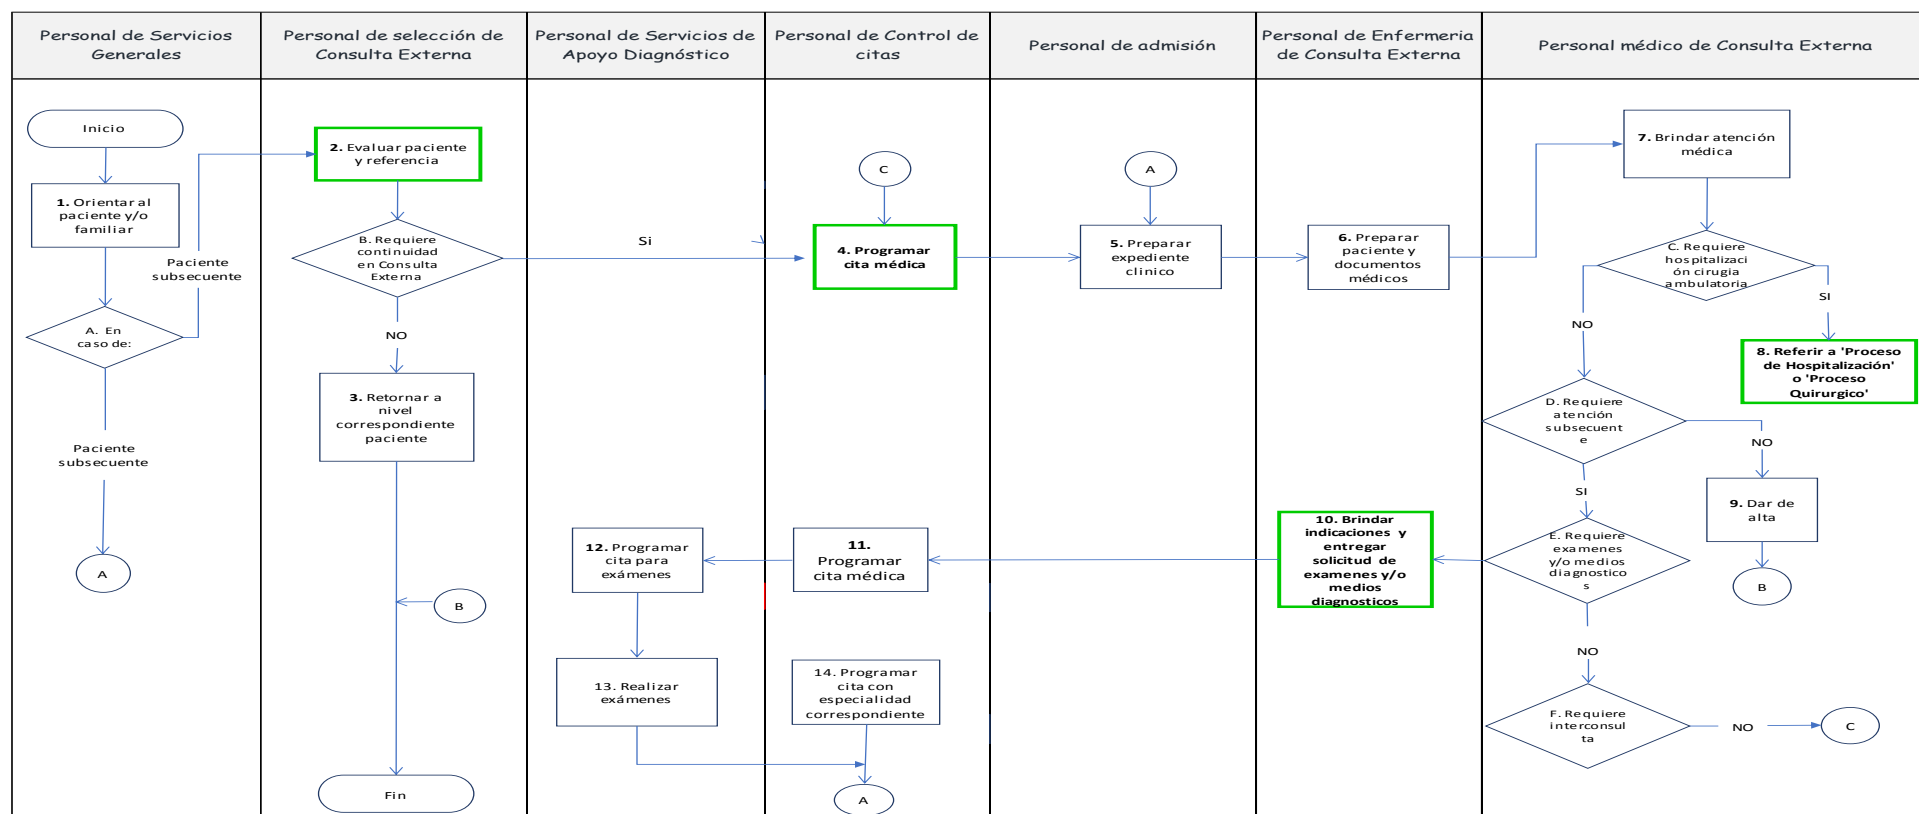 Personal de Servicios
Generales
Personal de selección de
Consulta Externa
Personal de Servicios de
Apoyo Diagnóstico
Personal de Control de
citas
Personal de admisión
Personal de Enfermeria
de Consulta Externa
Personal médico de Consulta Externa
Inicio
1. Orientar al
paciente y/o
familiar
Paciente
subsecuente
A. En
caso de:
Paciente
subsecuente
A
2. Evaluar paciente
y referencia
B. Requiere
continuidad
en Consulta
Externa
Si
NO
3. Retornar a
nivel
correspondiente
paciente
B
Fin
12. Programar
cita para
exámenes
13. Realizar
exámenes
C
4. Programar
cita médica
11.
Programar
cita médica
14. Programar
cita con
especialidad
correspondiente
A
A
5. Preparar
expediente
clinico
6. Preparar
paciente y
documentos
médicos
10. Brindar
indicaciones y
entregar
solicitud de
examenes y/o
medios
diagnosticos
7. Brindar atención
médica
C. Requiere
hospitalizaci
ón cirugia
ambulatoria
SI
NO
8. Referir a 'Proceso
de Hospitalización'
o 'Proceso
Quirurgico'
D. Requiere
atención
subsecuent
e
NO
SI
9. Dar de
alta
B
E. Requiere
examenes
y/o medios
diagnostico
s
NO
F. Requiere
interconsul
ta
NO
C